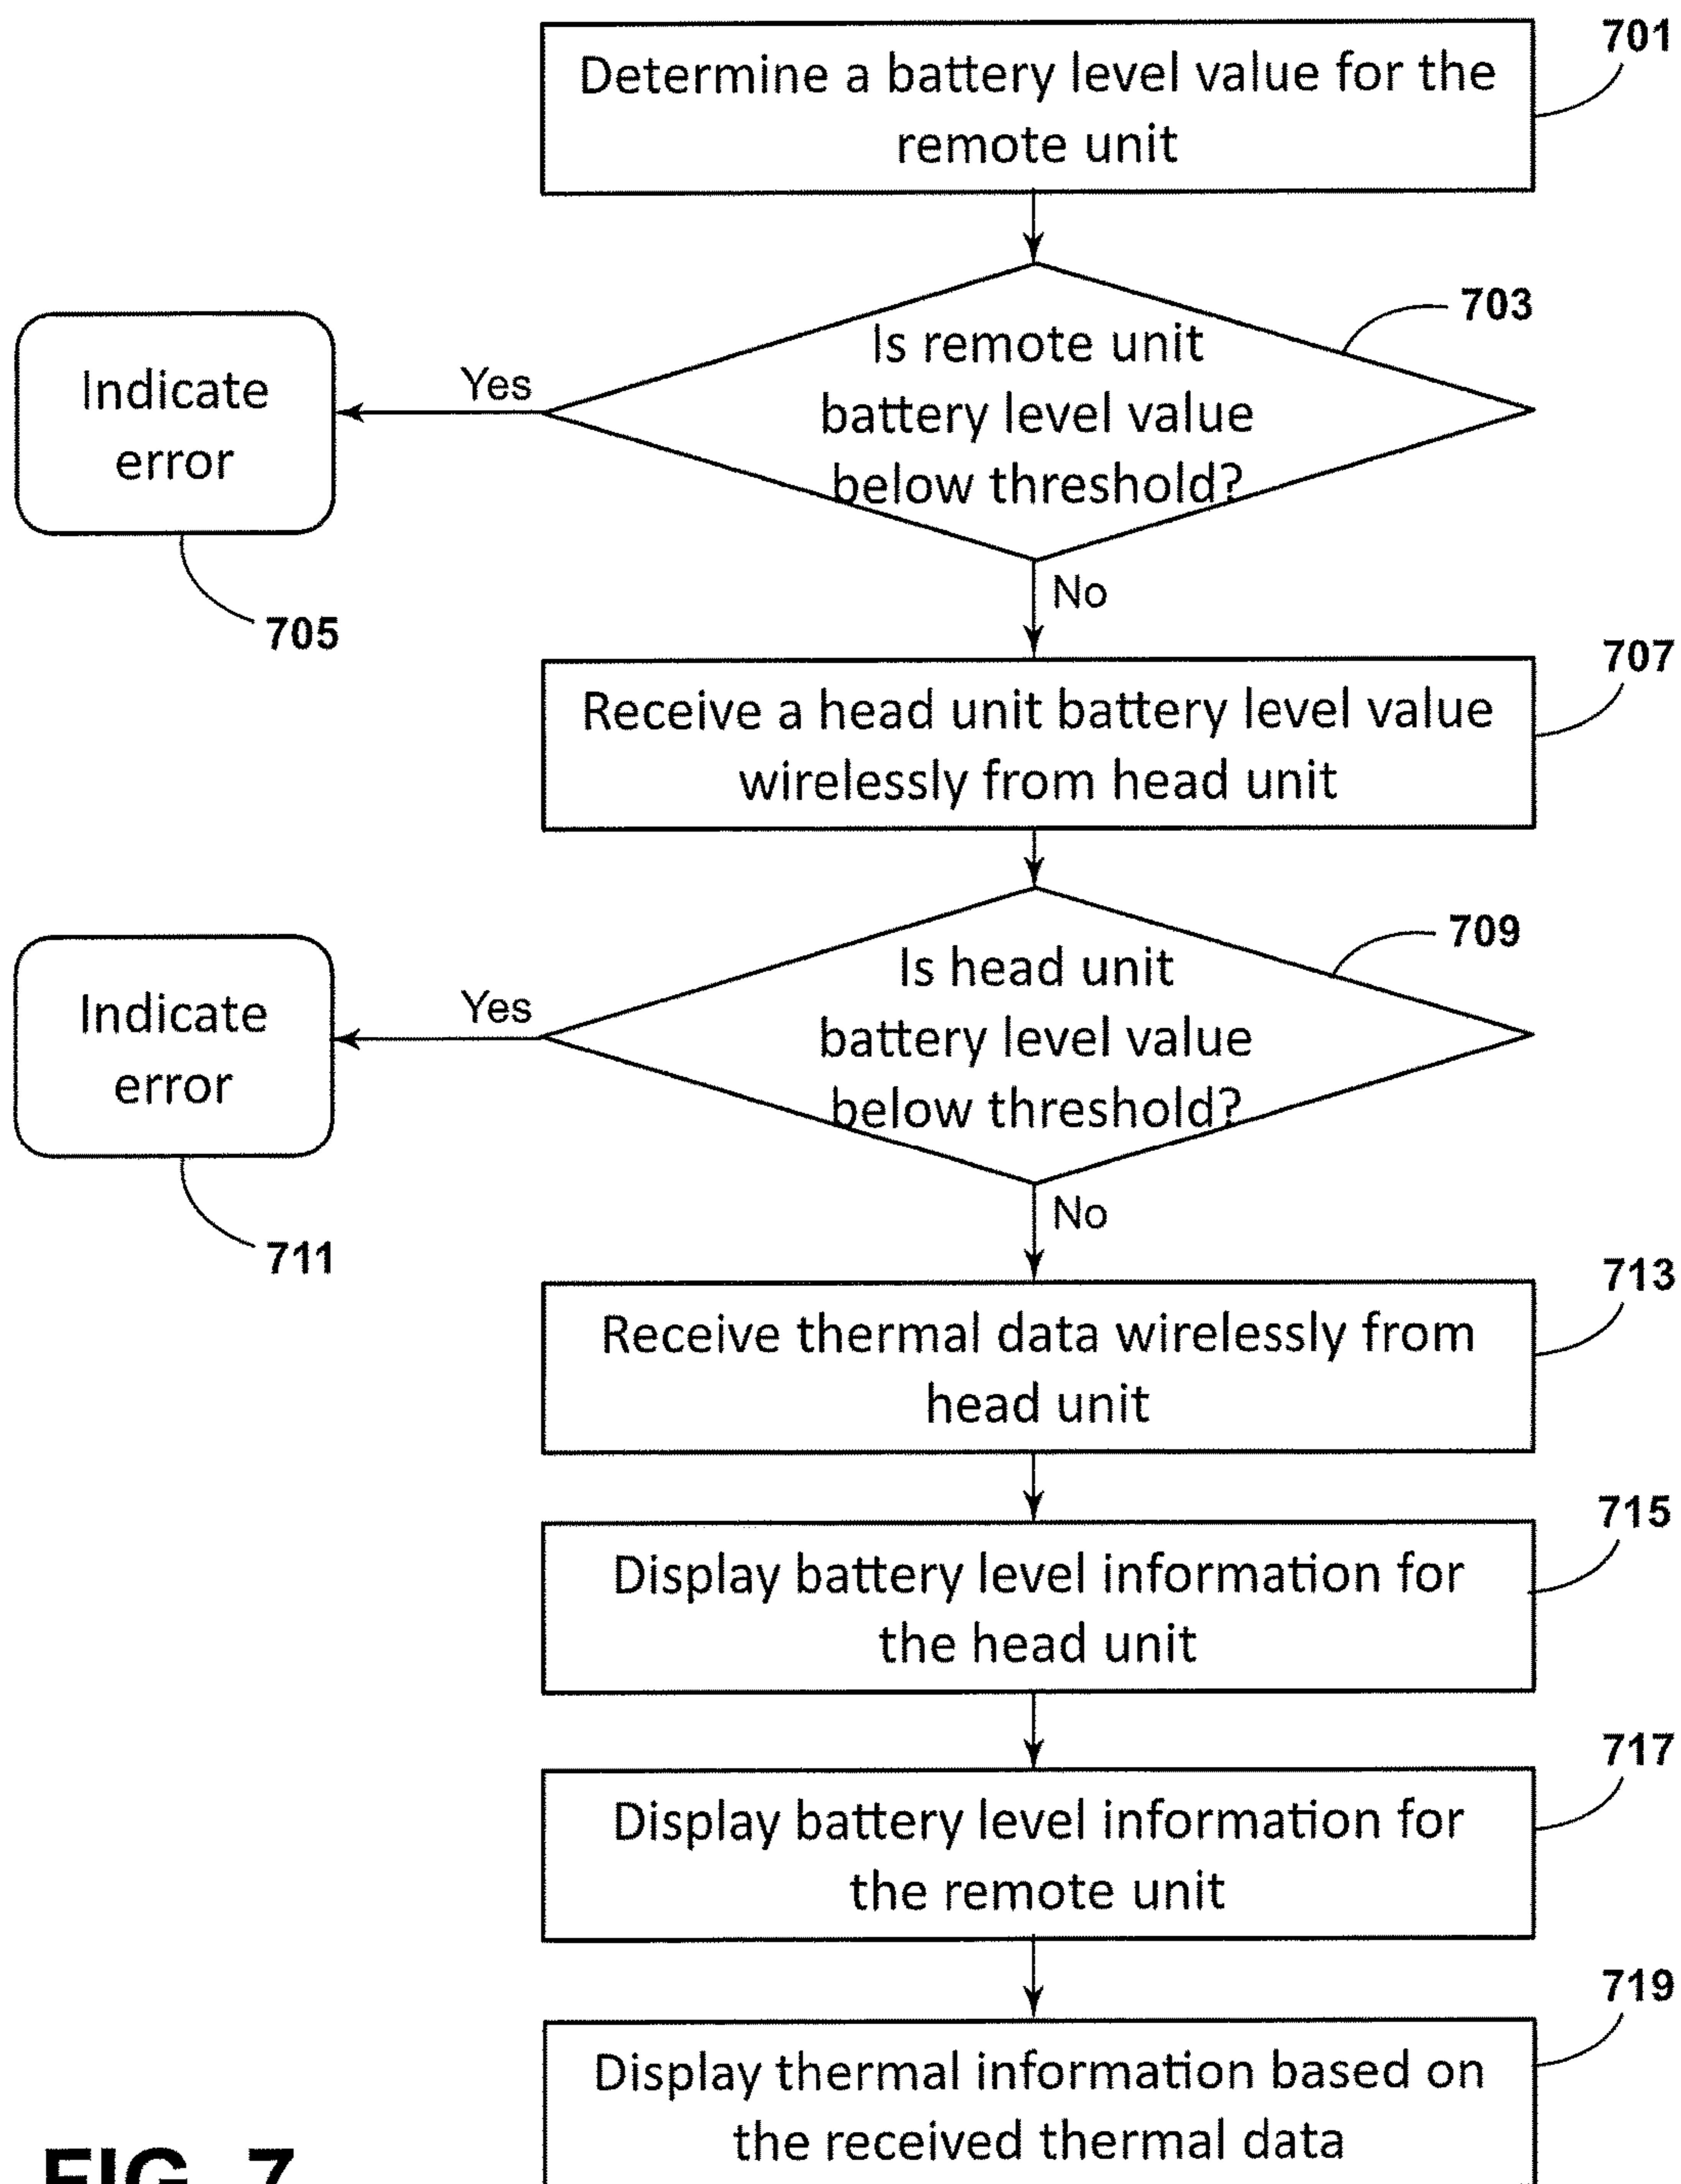 701
Determine a battery level value for the
remote unit
703
Is remote unit
battery level value
below threshold?
Yes
Indicate
error
705
No
707
Receive a head unit battery level value
wirelessly from head unit
709
Is head unit
battery level value
below threshold?
Yes
Indicate
error
711
No
713
Receive thermal data wirelessly from
head unit
715
Display battery level information for
the head unit
717
Display battery level information for
the remote unit
719
Display thermal information based on
the received thermal data
FIG. 7